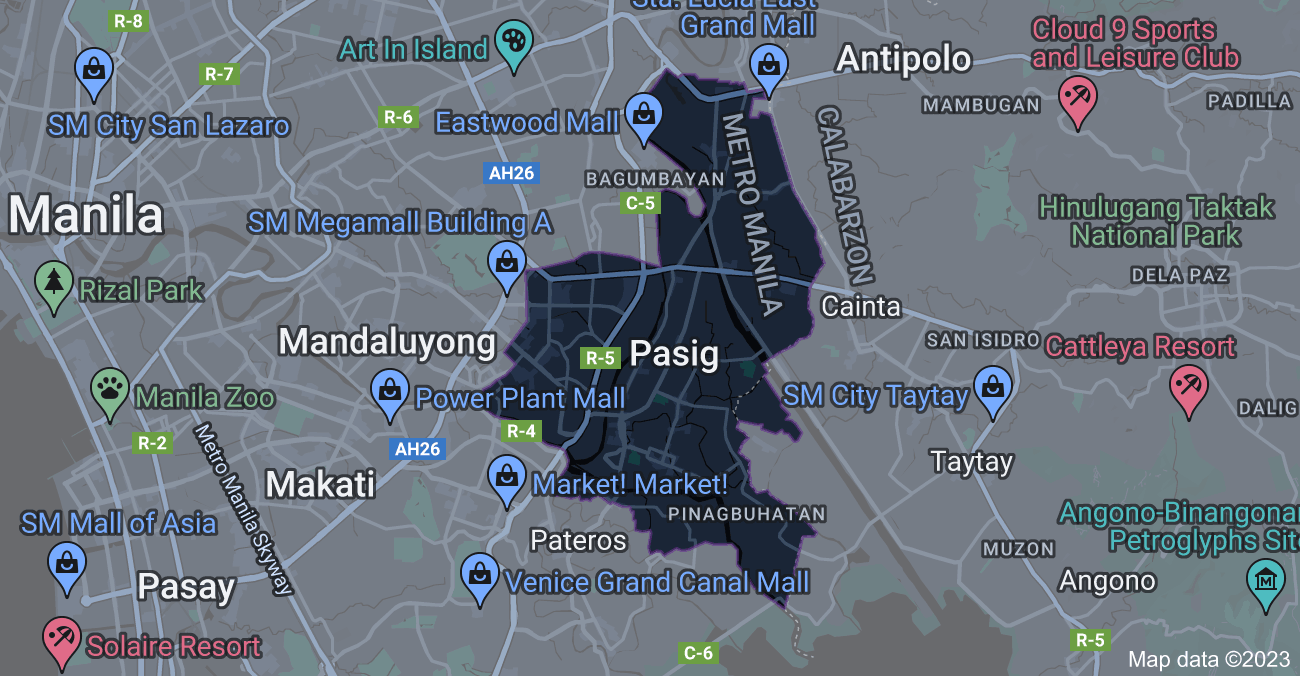 Sta. Lucia East
Grand Mall
R-8
Cloud 9 Sports
and Leisure Club
Art In Island
Antipolo
R-7
PADILLA
MAMBUGAN
R-6
Eastwood Mall
SM City San Lazaro
METRO MANILA
CALABARZON
AH26
BAGUMBAYAN
C-5
Manila
SM Megamall Building A
Hinulugang Taktak
National Park
DELA PAZ
Rizal Park
Cainta
Mandaluyong
SAN ISIDRO
Cattleya Resort
R-5
Pasig
Manila Zoo
Power Plant Mall
SM City Taytay
DALIG
R-4
R-2
AH26
Metro Manila Skyway
Taytay
Makati
Market! Market!
PINAGBUHATAN
Angono-Binangonan
Petroglyphs Site
SM Mall of Asia
Pateros
MUZON
Pasay
Venice Grand Canal Mall
Angono
Solaire Resort
C-6
R-5
Map data ©2023